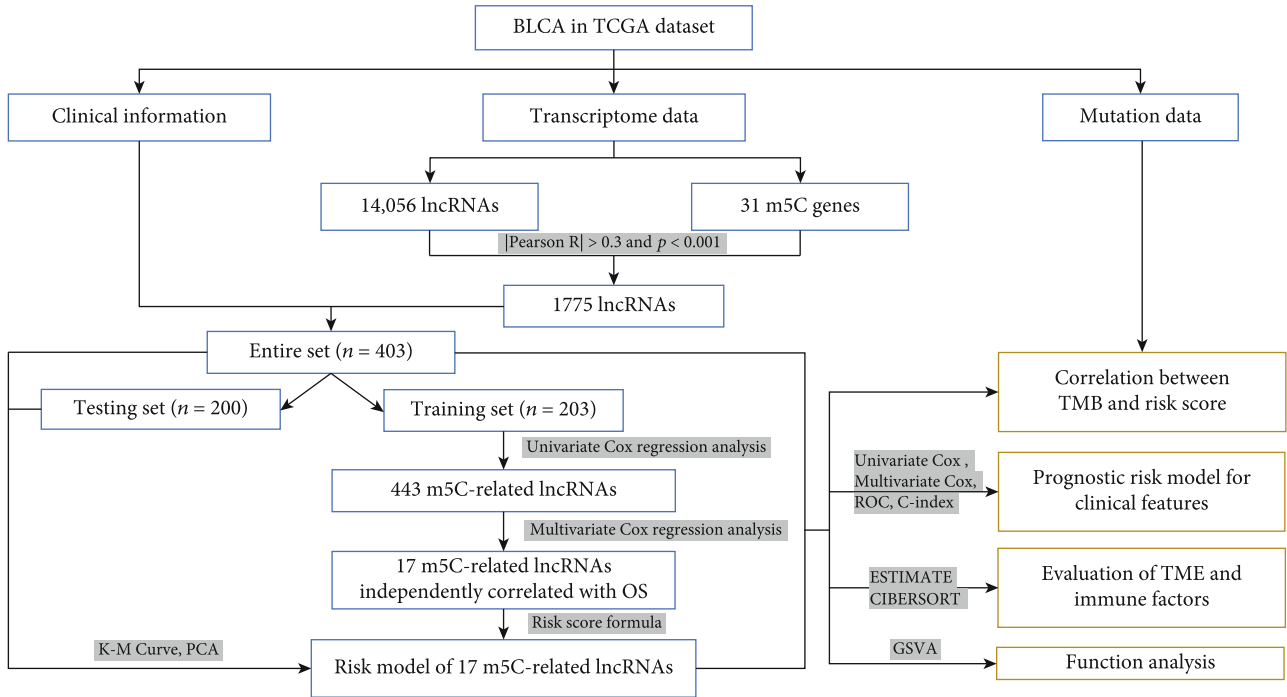 BLCA in TCGA dataset
Clinical information
Transcriptome data
Mutation data
14,056 lncRNAs
31 m5C genes
|Pearson R| > 0.3 and p < 0.001
1775 lncRNAs
Entire set (n = 403)
Testing set (n = 200)
Training set (n = 203)
Univariate Cox regression analysis
443 m5C-related lncRNAs
Multivariate Cox regression analysis
17 m5C-related lncRNAs
independently correlated with OS
Risk score formula
K-M Curve, PCA
Risk model of 17 m5C-related lncRNAs
Correlation between
TMB and risk score
Univariate Cox ,
Multivariate Cox,
ROC, C-index
Prognostic risk model for
clinical features
ESTIMATE
CIBERSORT
Evaluation of TME and
immune factors
GSVA
Function analysis